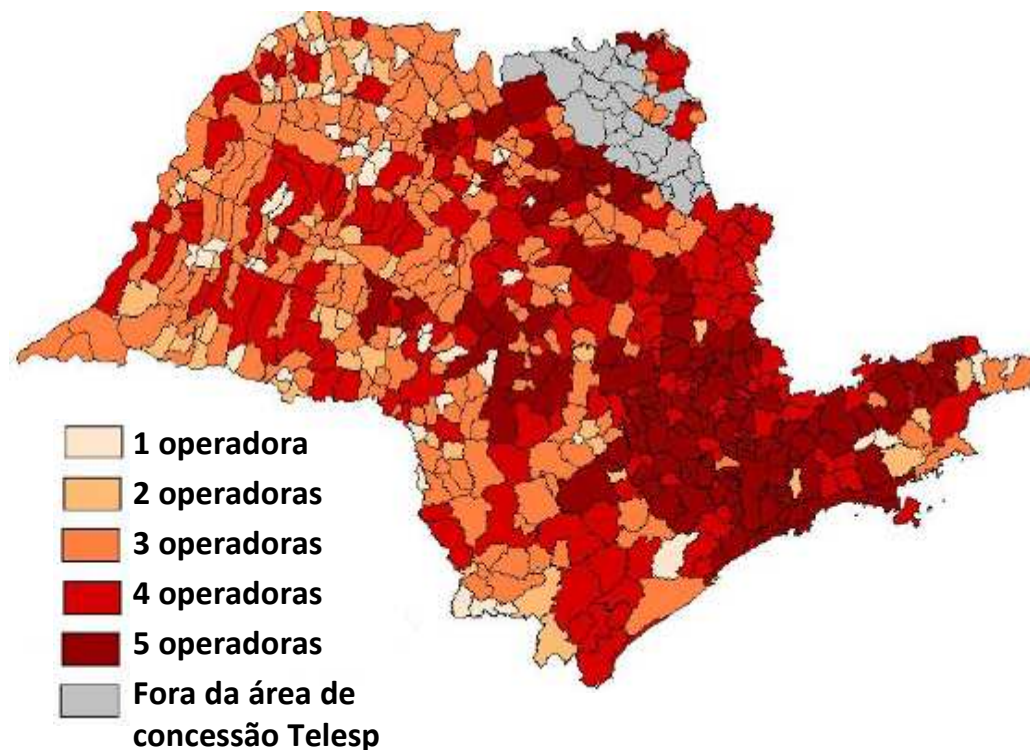 1 operadora
2 operadoras
3 operadoras
4 operadoras
5 operadoras
Fora da área de
concessão Telesp